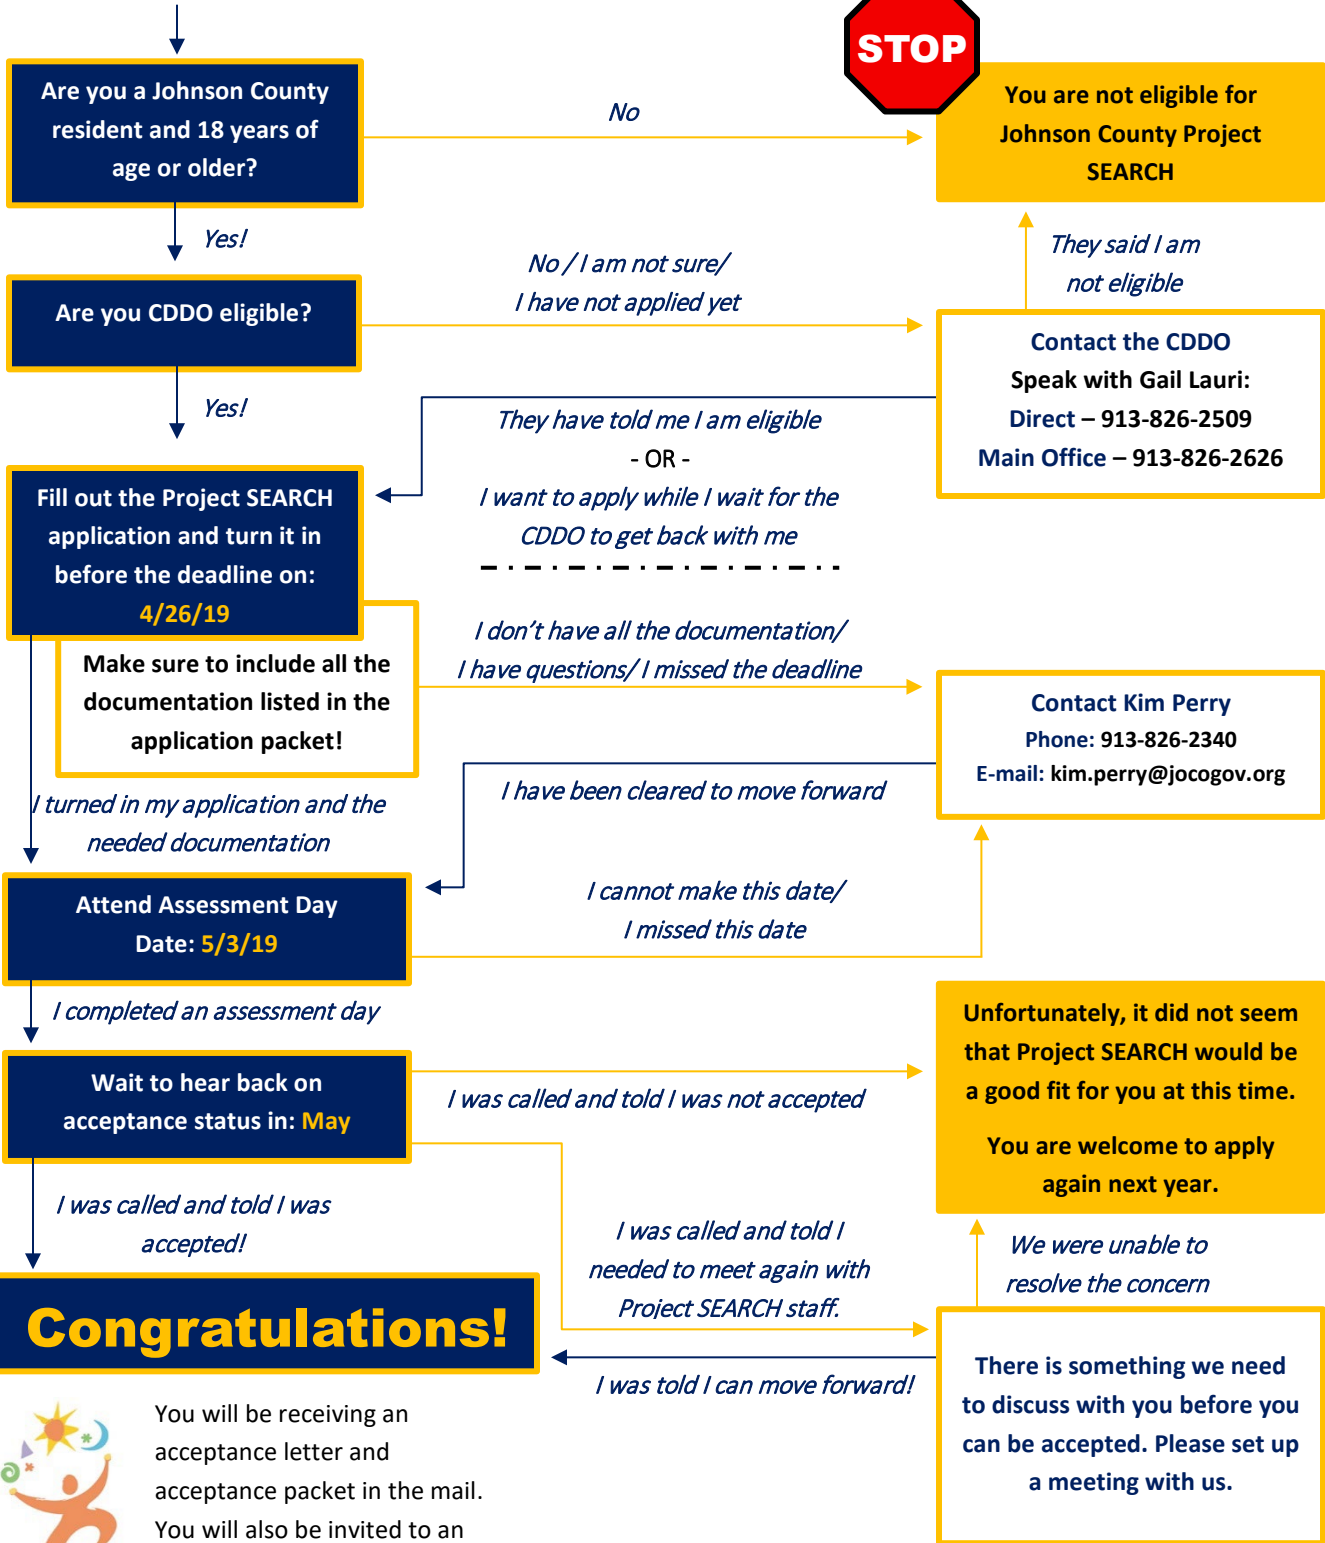 STOP
Are you a Johnson County
resident and 18 years of
age or older?
No
You are not eligible for
Johnson County Project
SEARCH
Yes!
No / I am not sure/
I have not applied yet
They said I am
not eligible
Are you CDDO eligible?
Contact the CDDO
Speak with Gail Lauri:
Direct – 913-826-2509
Main Office – 913-826-2626
Yes!
They have told me I am eligible
- OR -
I want to apply while I wait for the
CDDO to get back with me
Fill out the Project SEARCH
application and turn it in
before the deadline on:
4/26/19
Make sure to include all the
documentation listed in the
application packet!
I don’t have all the documentation/
I have questions/ I missed the deadline
Contact Kim Perry
Phone: 913-826-2340
E-mail: kim.perry@jocogov.org
I turned in my application and the
needed documentation
I have been cleared to move forward
Attend Assessment Day
Date: 5/3/19
I cannot make this date/
I missed this date
I completed an assessment day
Wait to hear back on
acceptance status in: May
I was called and told I was not accepted
Unfortunately, it did not seem
that Project SEARCH would be
a good fit for you at this time.
You are welcome to apply
again next year.
I was called and told I was
accepted!
I was called and told I
needed to meet again with
Project SEARCH staff.
We were unable to
resolve the concern
Congratulations!
I was told I can move forward!
There is something we need
to discuss with you before you
can be accepted. Please set up
a meeting with us.
You will be receiving an
acceptance letter and
acceptance packet in the mail.
You will also be invited to an